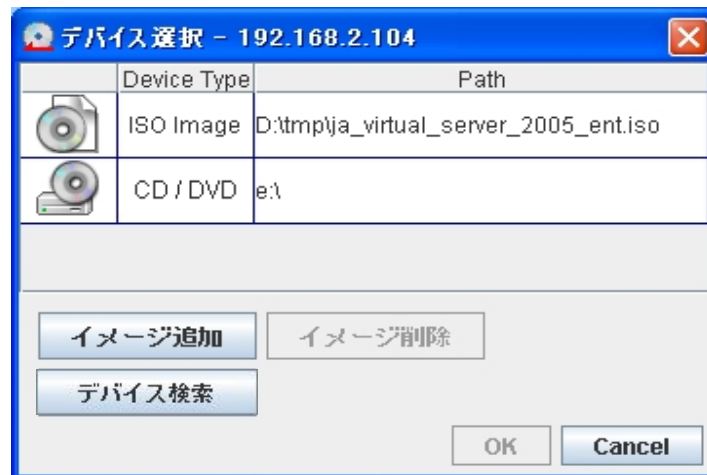 デバイス選択 - 192.168.2.104
Device Type Path
ISO Image D:\tmp\ja_virtual_server_2005_ent.iso
CD / DVD e:\
イメージ追加 イメージ削除
デバイス検索
OK Cancel